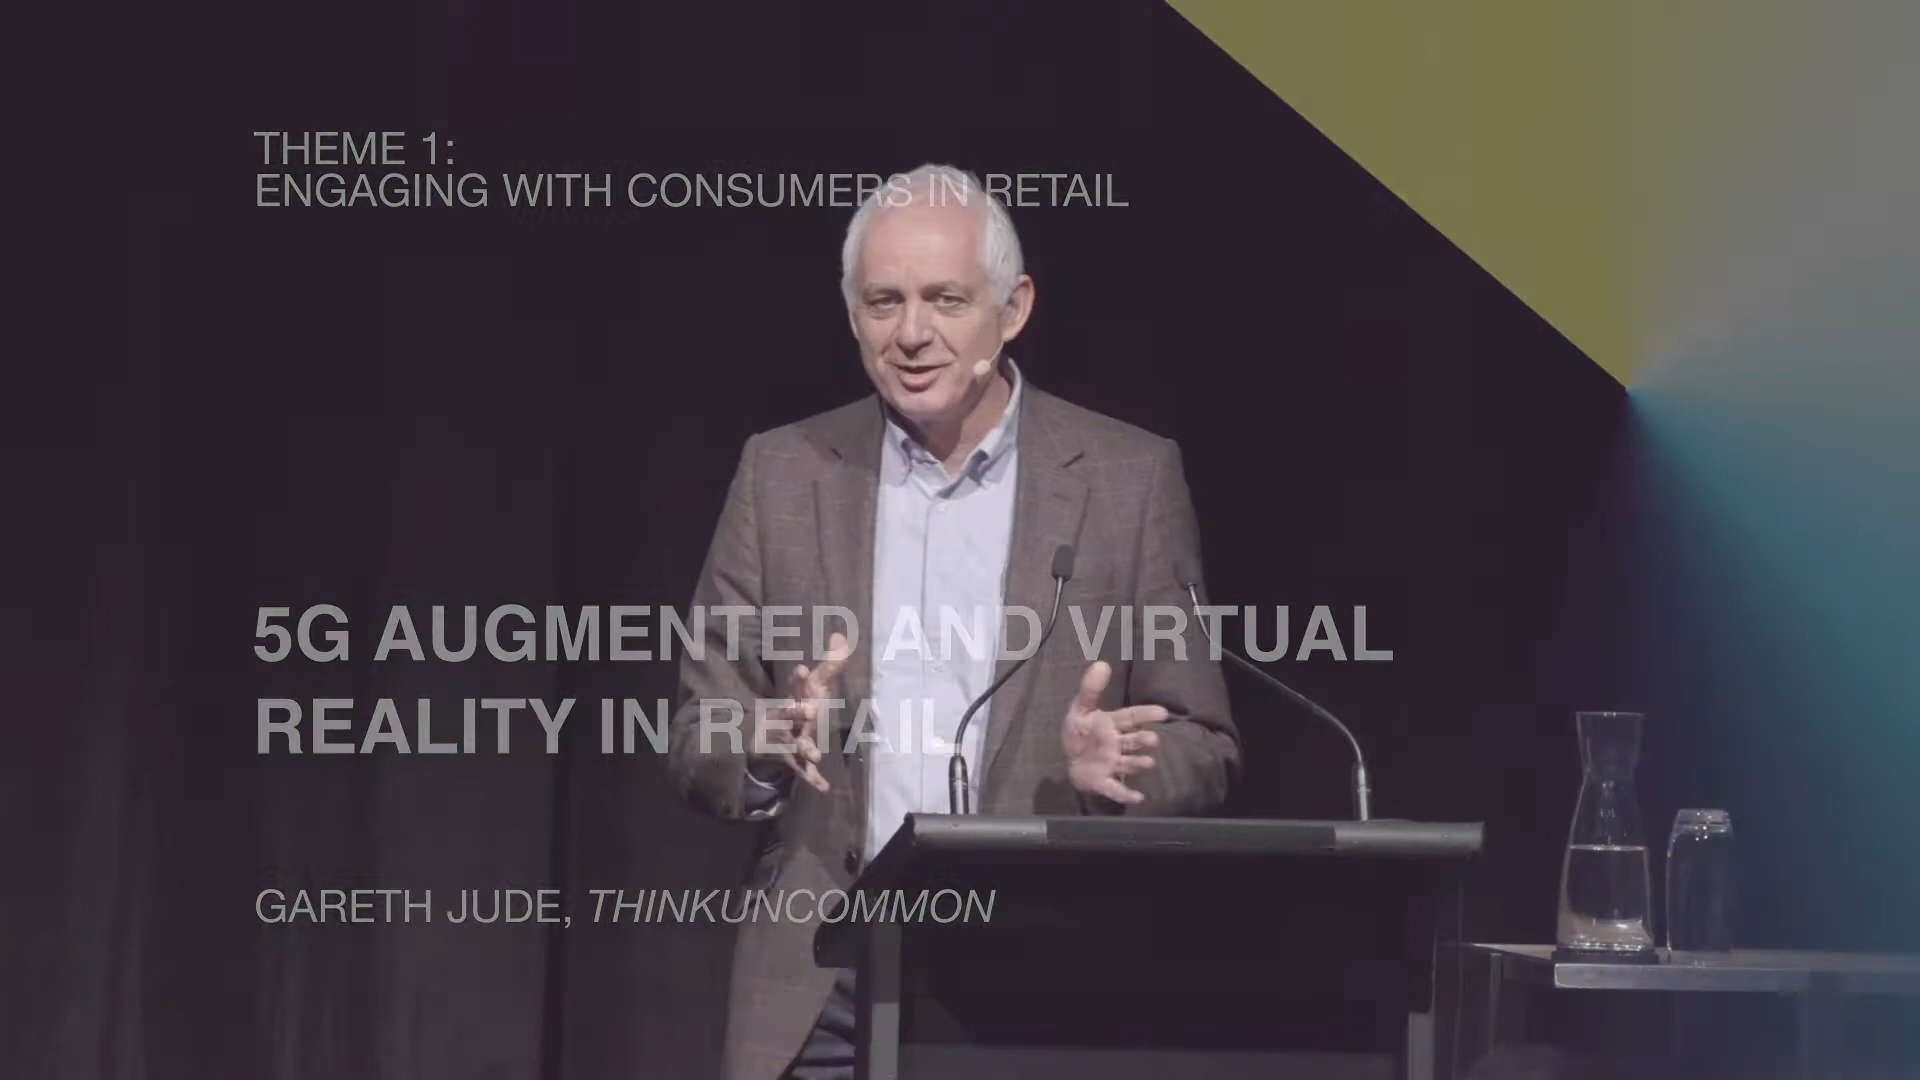 THEME 1:
ENGAGING WITH CONSUMERS IN RETAIL
5G AUGMENTED AND VIRTUAL
REALITY IN RETAIL
GARETH JUDE, THINKUNCOMMON